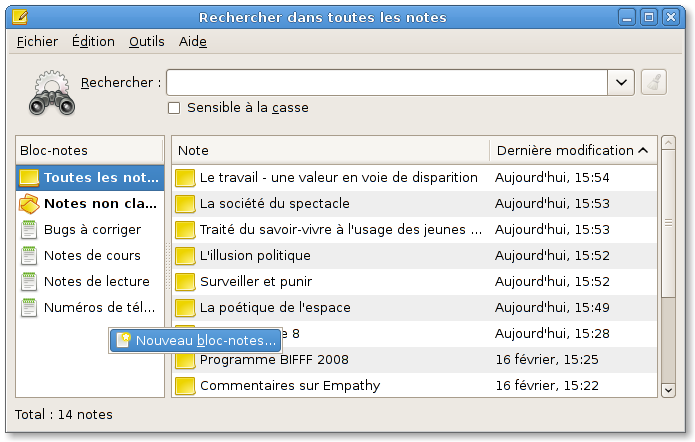 Rechercher dans toutes les notes
Fichier Édition Outils Aide
Rechercher :
Sensible à la casse
Bloc-notes
Toutes les not...
Notes non cla...
Bugs à corriger
Notes de cours
Notes de lecture
Numéros de tél...
Nouveau bloc-notes...
Note Dernière modification
Le travail - une valeur en voie de disparition Aujourd'hui, 15:54
La société du spectacle Aujourd'hui, 15:53
Traité du savoir-vivre à l'usage des jeunes ... Aujourd'hui, 15:53
L'illusion politique Aujourd'hui, 15:52
Surveiller et punir Aujourd'hui, 15:52
La poétique de l'espace Aujourd'hui, 15:49
e 8 Aujourd'hui, 15:28
Programme BIFFF 2008 16 février, 15:25
Commentaires sur Empathy 16 février, 15:22
Total : 14 notes